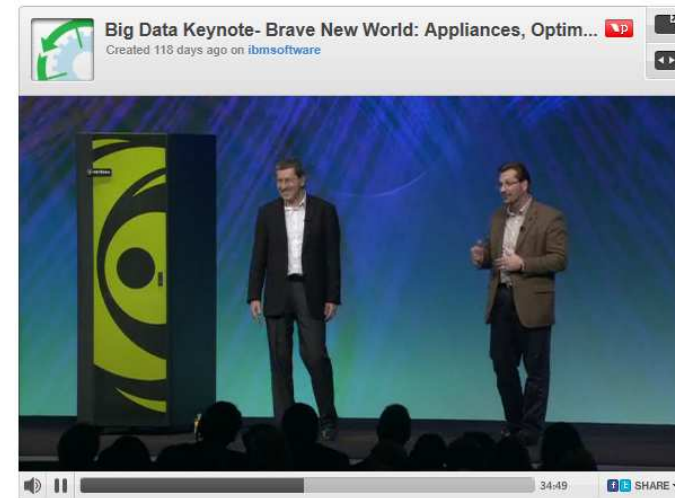 Big Data Keynote- Brave New World: Appliances, Optim...
Created 118 days ago on ibmsoftware
34:49
SHARE